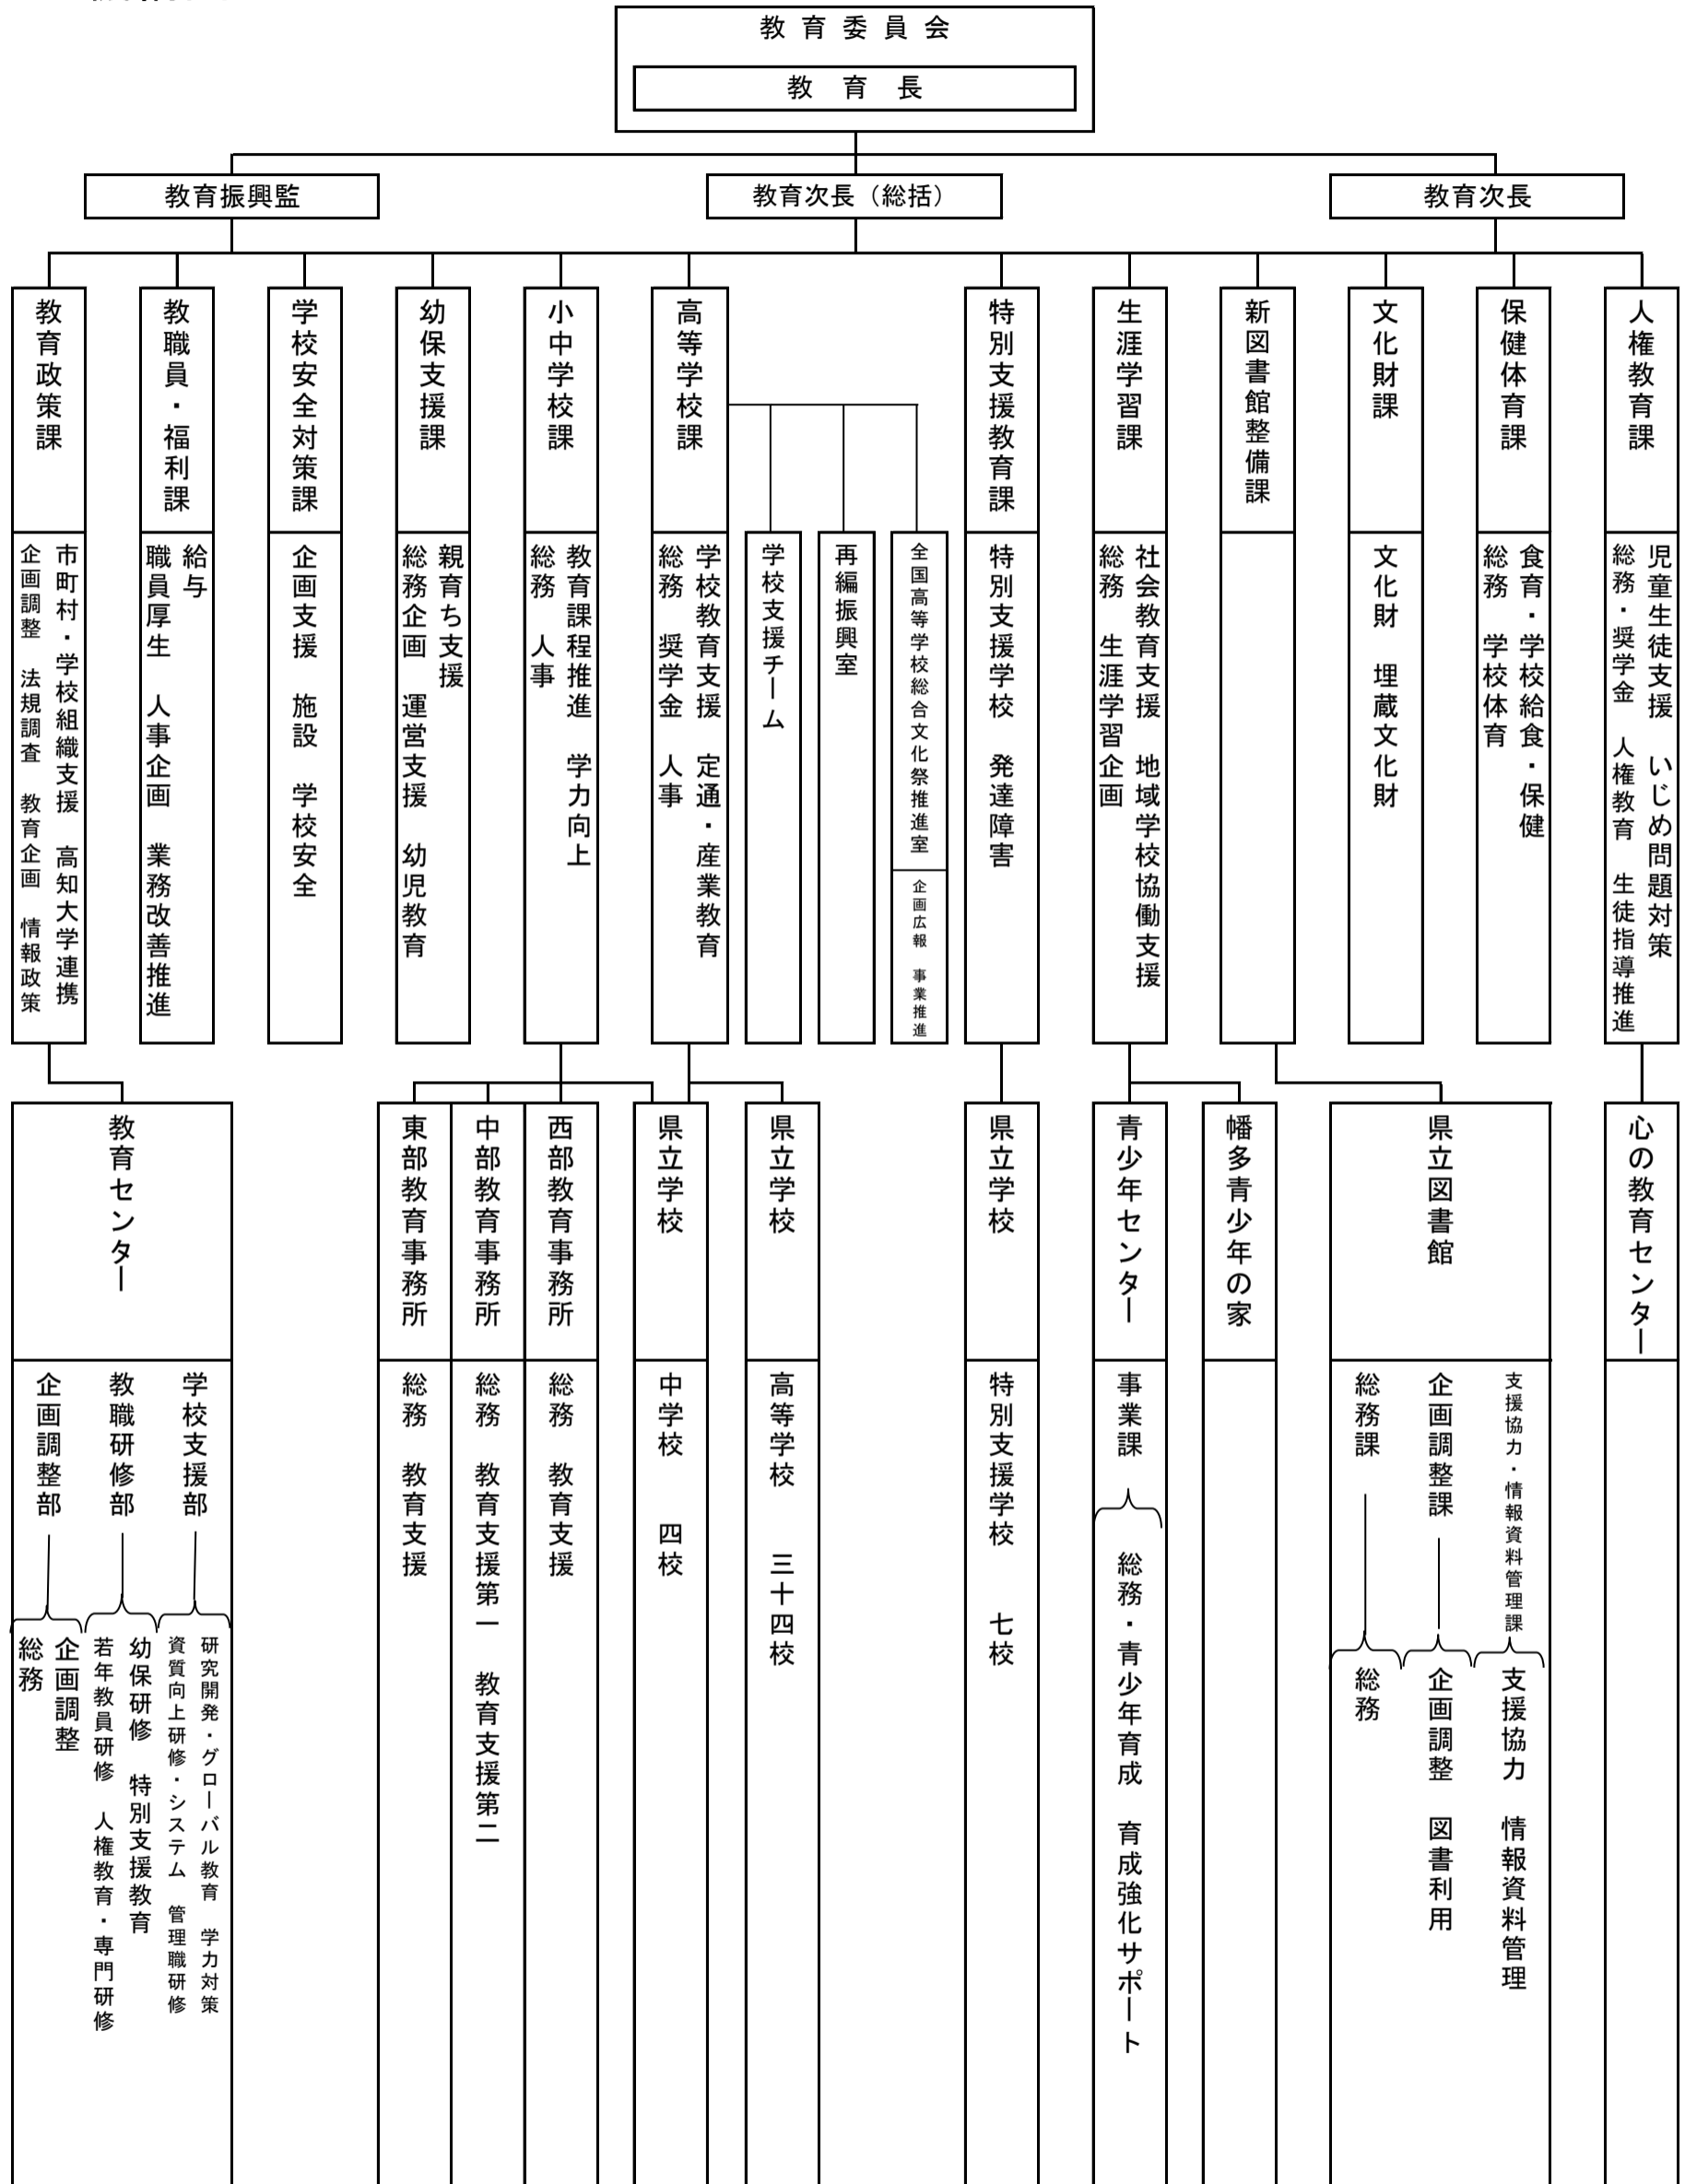 教育委員会
教育長
教育振興監
教育次長（総括）
教育次長
教育政策課
市町村・学校組織支援　高知大学連携
企画調整　法規調査　教育企画　情報政策
教職員・福利課
給与
職員厚生　人事企画　業務改善推進
学校安全対策課
企画支援　施設　学校安全
幼保支援課
親育ち支援
総務企画　運営支援　幼児教育
小中学校課
教育課程推進　学力向上
総務　人事
高等学校課
学校教育支援　定通・産業教育
総務　奨学金　人事
学校支援チーム
再編振興室
全国高等学校総合文化祭推進室
企画広報　事業推進
特別支援教育課
特別支援学校　発達障害
生涯学習課
社会教育支援　地域学校協働支援
総務　生涯学習企画
新図書館整備課
文化財課
文化財　埋蔵文化財
保健体育課
食育・学校給食・保健
総務　学校体育
人権教育課
児童生徒支援　いじめ問題対策
総務・奨学金　人権教育　生徒指導推進
教育センター
企画調整部
企画調整
総務
教職研修部
幼保研修　特別支援教育
若年教員研修　人権教育・専門研修
学校支援部
研究開発・グローバル教育　学力対策
資質向上研修・システム　管理職研修
東部教育事務所
総務　教育支援
中部教育事務所
総務　教育支援第一　教育支援第二
西部教育事務所
総務　教育支援
県立学校
中学校　四校
県立学校
高等学校　三十四校
県立学校
特別支援学校　七校
青少年センター
事業課
総務・青少年育成　育成強化サポート
幡多青少年の家
県立図書館
総務課
総務
企画調整課
企画調整　図書利用
支援協力・情報資料管理課
支援協力　情報資料管理
心の教育センター